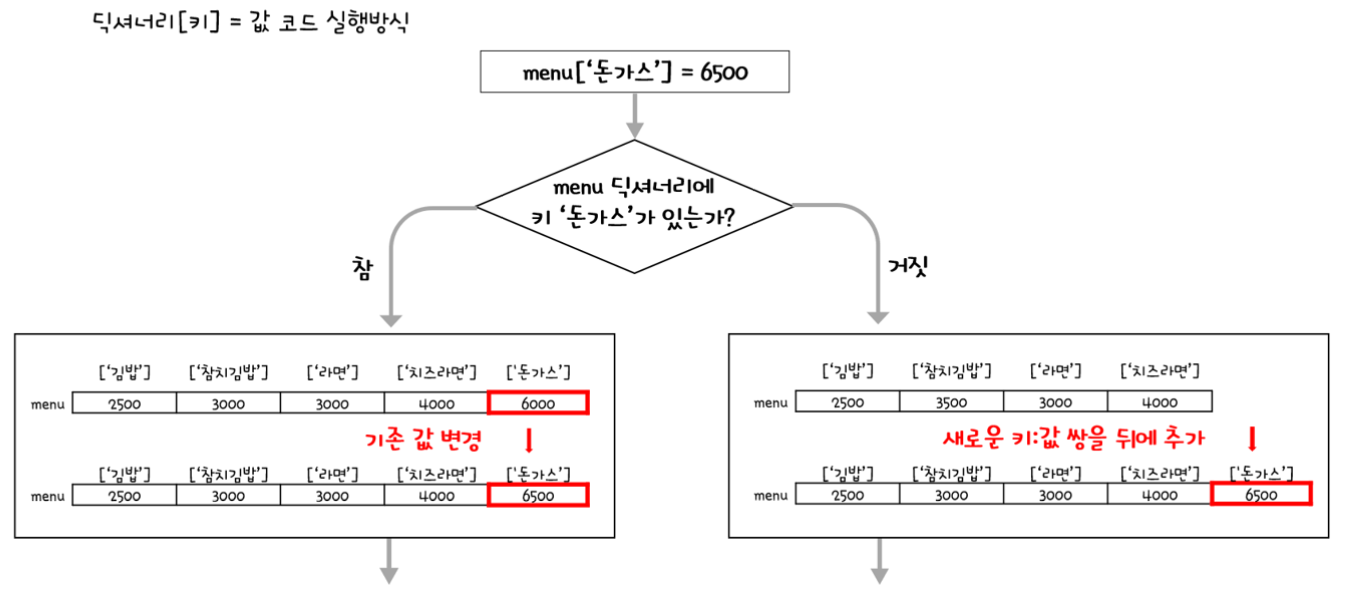 딕셔너리[키] = 값 코드 실행방식
menu[‘돈가스’] = 6500
menu 딕셔너리에
키 ‘돈가스’가 있는가?
참
거짓
[‘김밥’] [‘참치김밥’] [‘라면’] [‘치즈라면’] [‘돈가스’]
menu 2500 3000 3000 4000 6000
기존 값 변경
[‘김밥’] [‘참치김밥’] [‘라면’] [‘치즈라면’] [‘돈가스’]
menu 2500 3000 3000 4000 6500
[‘김밥’] [‘참치김밥’] [‘라면’] [‘치즈라면’]
menu 2500 3500 3000 4000
새로운 키:값 쌍을 뒤에 추가
[‘김밥’] [‘참치김밥’] [‘라면’] [‘치즈라면’] [‘돈가스’]
menu 2500 3000 3000 4000 6500